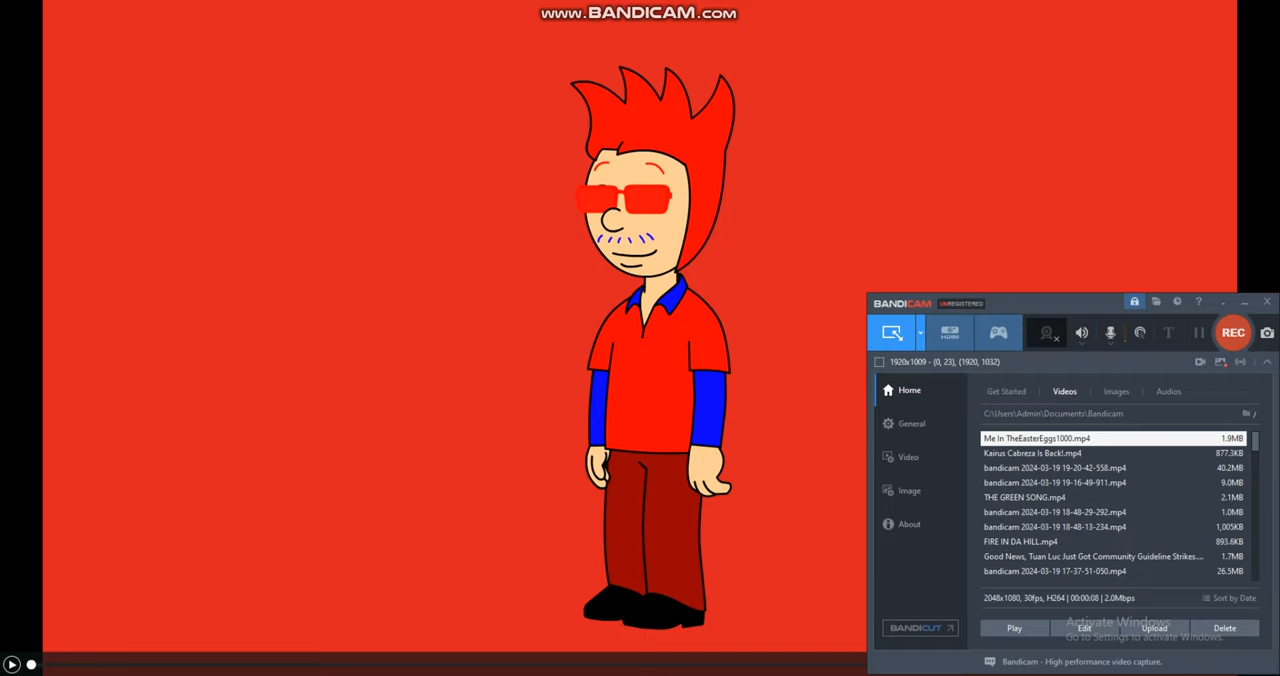 www.BANDICAM.com
BANDICAM UNREGISTERED
HDMI
REC
1920x1009 - (0, 23), (1920, 1032)
Home
Get Started
Videos
Images
Audios
C:\Users\Admin\Documents\Bandicam
General
Me In TheEasterEggs1000.mp4 1.9MB
Kairus Cabreza Is Back!.mp4 877.3KB
Video
bandicam 2024-03-19 19-20-42-558.mp4 40.2MB
bandicam 2024-03-19 19-16-49-911.mp4 9.0MB
Image
THE GREEN SONG.mp4 2.1MB
bandicam 2024-03-19 18-48-29-292.mp4 1.0MB
About
bandicam 2024-03-19 18-48-13-234.mp4 1,005KB
FIRE IN DA HILL.mp4 893.6KB
Good News, Tuan Luc Just Got Community Guideline Strikes.... 1.7MB
bandicam 2024-03-19 17-37-51-050.mp4 26.5MB
2048x1080, 30fps, H264 | 00:00:08 | 2.0Mbps
Sort by Date
BANDICUT
Play
Edit
Upload
Delete
Activate Windows
Go to Settings to activate Windows.
Bandicam - High performance video capture.